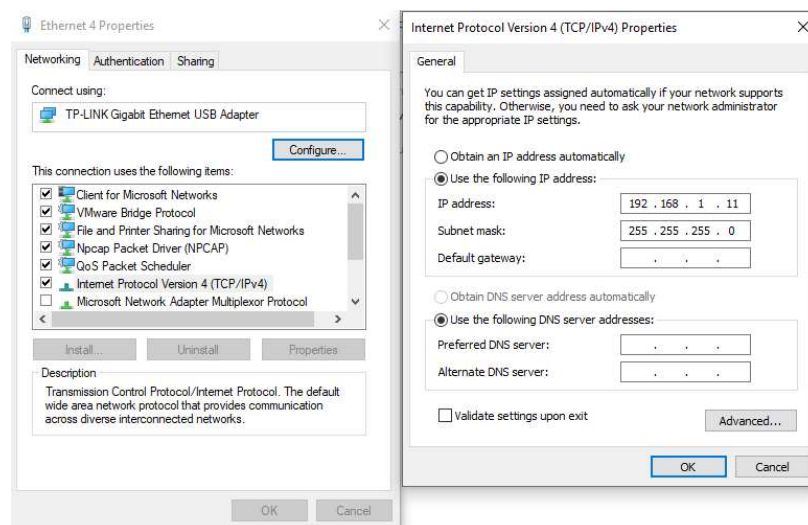 Ethernet 4 Properties
Networking Authentication Sharing
Connect using:
TP-LINK Gigabit Ethernet USB Adapter
Configure...
This connection uses the following items:
Client for Microsoft Networks
VMware Bridge Protocol
File and Printer Sharing for Microsoft Networks
Npcap Packet Driver (NPCAP)
QoS Packet Scheduler
Internet Protocol Version 4 (TCP/IPv4)
Microsoft Network Adapter Multiplexor Protocol
Install... Uninstall Properties
Description
Transmission Control Protocol/Internet Protocol. The default
wide area network protocol that provides communication
across diverse interconnected networks.
OK Cancel
Internet Protocol Version 4 (TCP/IPv4) Properties
General
You can get IP settings assigned automatically if your network supports
this capability. Otherwise, you need to ask your network administrator
for the appropriate IP settings.
Obtain an IP address automatically
Use the following IP address:
IP address: 192 . 168 . 1 . 11
Subnet mask: 255 . 255 . 255 . 0
Default gateway: . . .
Obtain DNS server address automatically
Use the following DNS server addresses:
Preferred DNS server: . . .
Alternate DNS server: . . .
Validate settings upon exit
Advanced...
OK Cancel